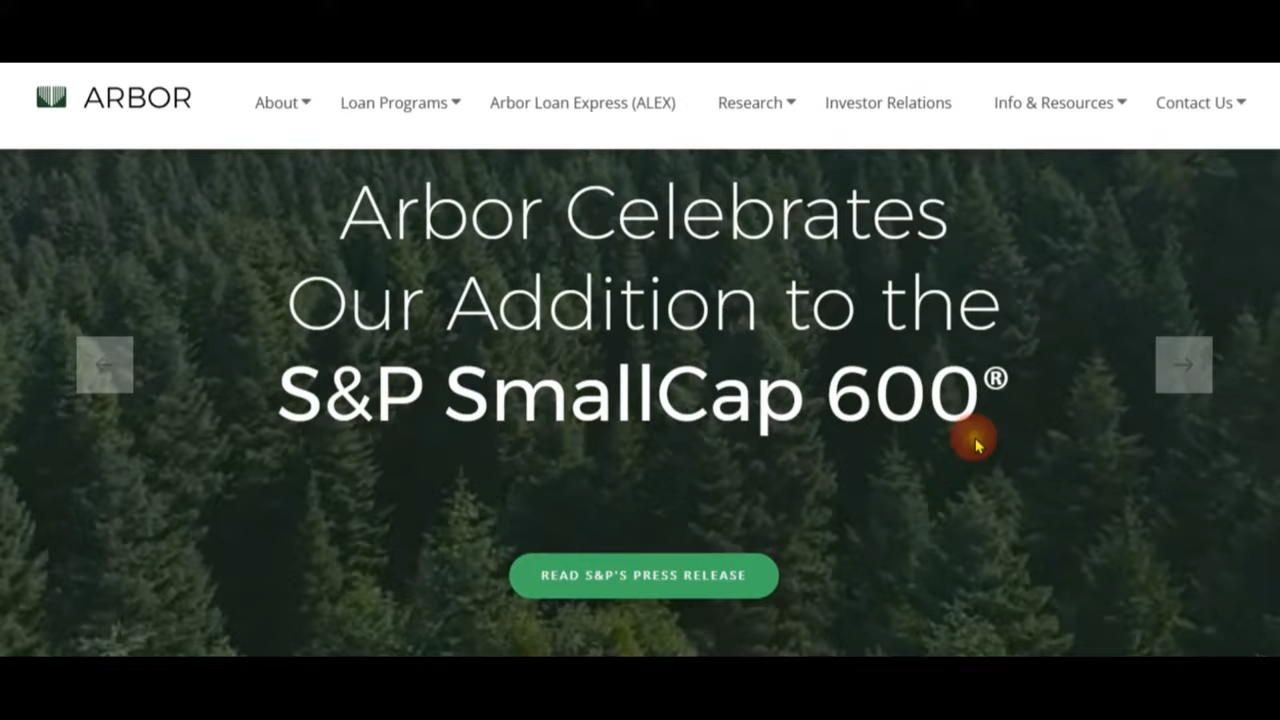 ARBOR
About
Loan Programs
Arbor Loan Express (ALEX)
Research
Investor Relations
Info & Resources
Contact Us
Arbor Celebrates
Our Addition to the
S&P SmallCap 600®
READ S&P'S PRESS RELEASE